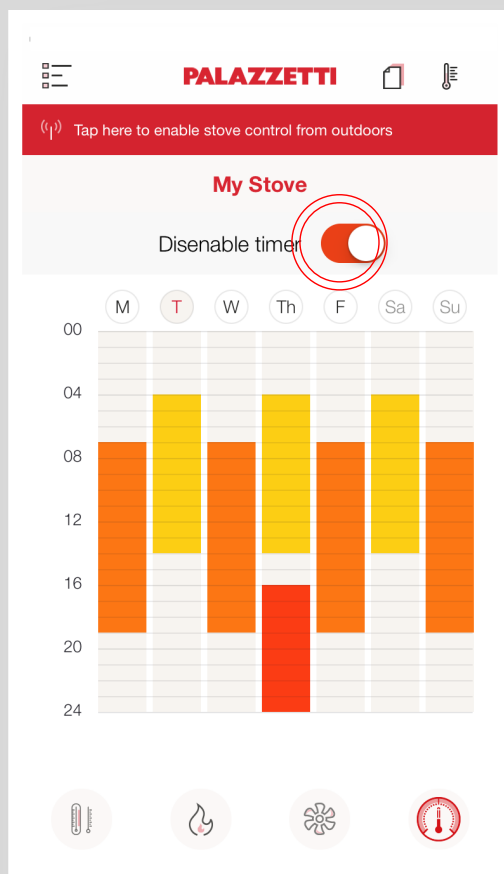 PALAZZETTI
Tap here to enable stove control from outdoors
My Stove
Disenable timer
M T W Th F Sa Su
00
04
08
12
16
20
24